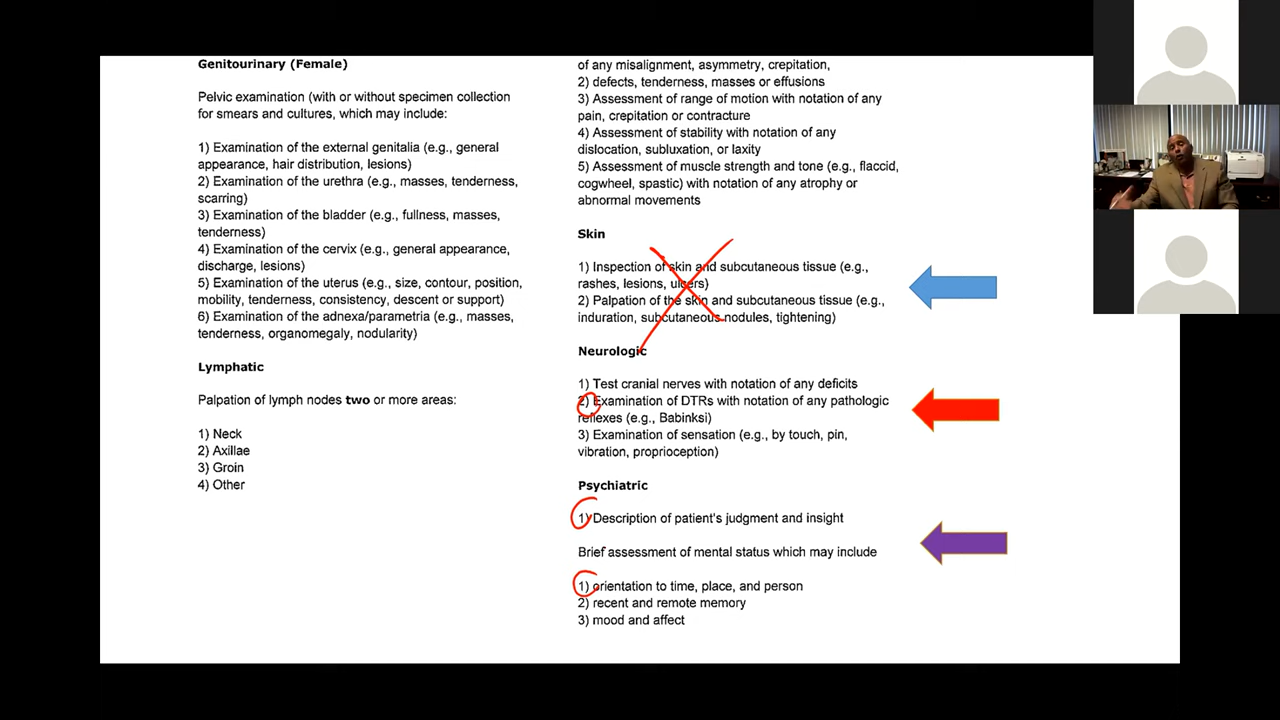 Genitourinary (Female)
Pelvic examination (with or without specimen collection
for smears and cultures, which may include:
1) Examination of the external genitalia (e.g., general
appearance, hair distribution, lesions)
2) Examination of the urethra (e.g., masses, tenderness,
scarring)
3) Examination of the bladder (e.g., fullness, masses,
tenderness)
4) Examination of the cervix (e.g., general appearance,
discharge, lesions)
5) Examination of the uterus (e.g., size, contour, position,
mobility, tenderness, consistency, descent or support)
6) Examination of the adnexa/parametria (e.g., masses,
tenderness, organomegaly, nodularity)
Lymphatic
Palpation of lymph nodes two or more areas:
1) Neck
2) Axillae
3) Groin
4) Other
of any misalignment, asymmetry, crepitation,
2) defects, tenderness, masses or effusions
3) Assessment of range of motion with notation of any
pain, crepitation or contracture
4) Assessment of stability with notation of any
dislocation, subluxation, or laxity
5) Assessment of muscle strength and tone (e.g., flaccid,
cogwheel, spastic) with notation of any atrophy or
abnormal movements
Skin
1) Inspection of skin and subcutaneous tissue (e.g.,
rashes, lesions, ulcers)
2) Palpation of the skin and subcutaneous tissue (e.g.,
induration, subcutaneous nodules, tightening)
Neurologic
1) Test cranial nerves with notation of any deficits
2) Examination of DTRs with notation of any pathologic
reflexes (e.g., Babinksi)
3) Examination of sensation (e.g., by touch, pin,
vibration, proprioception)
Psychiatric
1) Description of patient's judgment and insight
Brief assessment of mental status which may include
1) orientation to time, place, and person
2) recent and remote memory
3) mood and affect